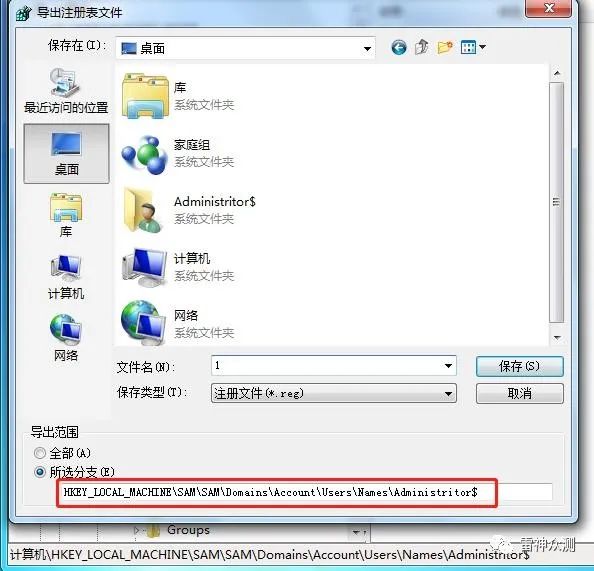 导出注册表文件
保存在(I):
桌面
最近访问的位置
桌面
库
计算机
网络
库
系统文件夹
家庭组
系统文件夹
Administritor$
系统文件夹
计算机
系统文件夹
网络
系统文件夹
文件名(N):
1
保存(S)
保存类型(T):
注册文件(*.reg)
取消
导出范围
全部(A)
所选分支(E)
HKEY_LOCAL_MACHINE\SAM\SAM\Domains\Account\Users\Names\Administritor$
Groups
雷神众测
计算机\HKEY_LOCAL_MACHINE\SAM\SAM\Domains\Account\Users\Names\Administritor$